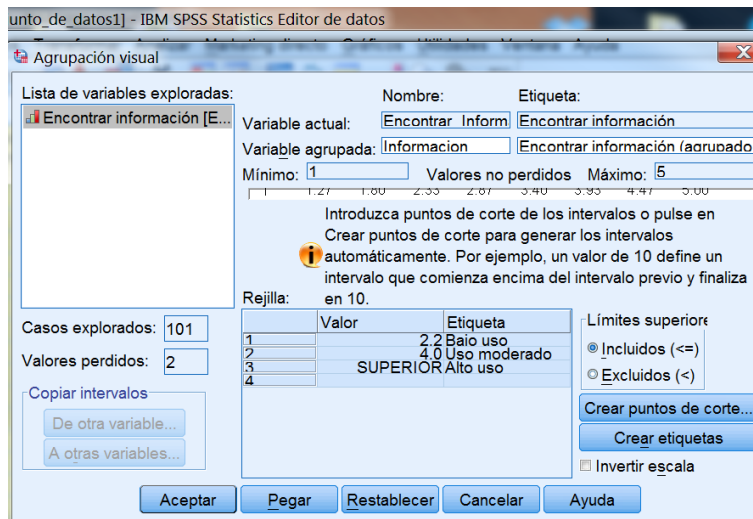 unto_de_datos1] - IBM SPSS Statistics Editor de datos
Agrupación visual
Lista de variables exploradas:
Encontrar información [E...
Nombre: Etiqueta:
Variable actual: Encontrar_Inform Encontrar información
Variable agrupada: Informacion Encontrar información (agrupado
Mínimo: 1 Valores no perdidos Máximo: 5
1 1.27 1.80 2.33 2.87 3.40 3.93 4.47 5.00
Introduzca puntos de corte de los intervalos o pulse en
Crear puntos de corte para generar los intervalos
automáticamente. Por ejemplo, un valor de 10 define un
intervalo que comienza encima del intervalo previo y finaliza
en 10.
Rejilla:
Valor Etiqueta
1 2.2 Bajo uso
2 4.0 Uso moderado
3 SUPERIOR Alto uso
4
Casos explorados: 101
Valores perdidos: 2
Copiar intervalos
De otra variable...
A otras variables...
Límites superiore
Incluidos (<=)
Excluidos (<)
Crear puntos de corte...
Crear etiquetas
Invertir escala
Aceptar Pegar Restablecer Cancelar Ayuda